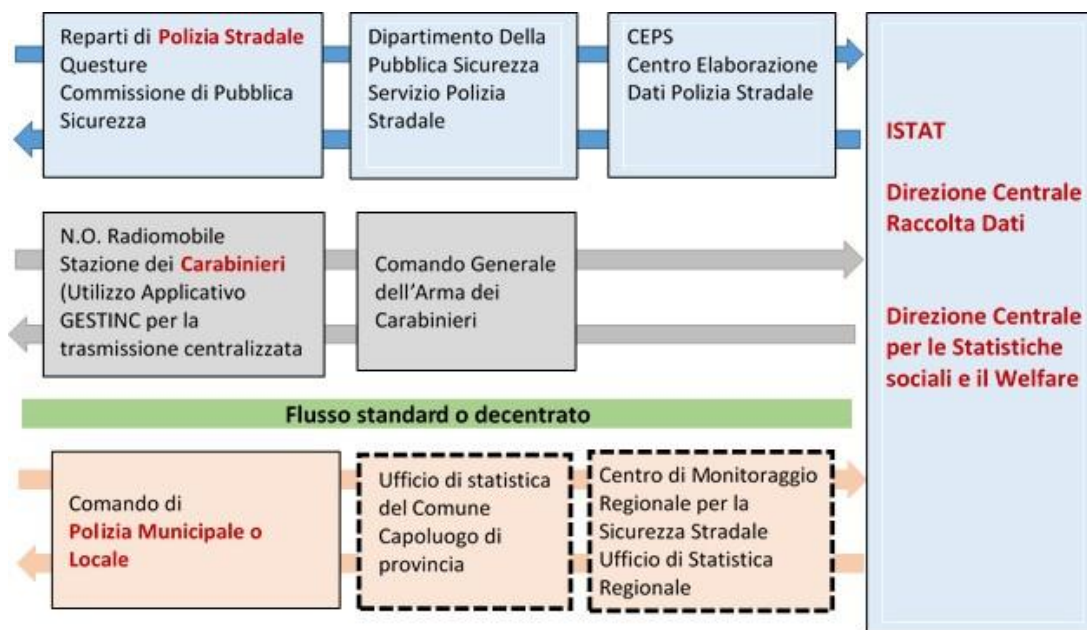 Reparti di Polizia Stradale
Questure
Commissione di Pubblica
Sicurezza
Dipartimento Della
Pubblica Sicurezza
Servizio Polizia
Stradale
CEPS
Centro Elaborazione
Dati Polizia Stradale
ISTAT
Direzione Centrale
Raccolta Dati
Direzione Centrale
per le Statistiche
sociali e il Welfare
N.O. Radiomobile
Stazione dei Carabinieri
(Utilizzo Applicativo
GESTINC per la
trasmissione centralizzata
Comando Generale
dell'Arma dei
Carabinieri
Flusso standard o decentrato
Comando di
Polizia Municipale o
Locale
Ufficio di statistica
del Comune
Capoluogo di
provincia
Centro di Monitoraggio
Regionale per la
Sicurezza Stradale
Ufficio di Statistica
Regionale